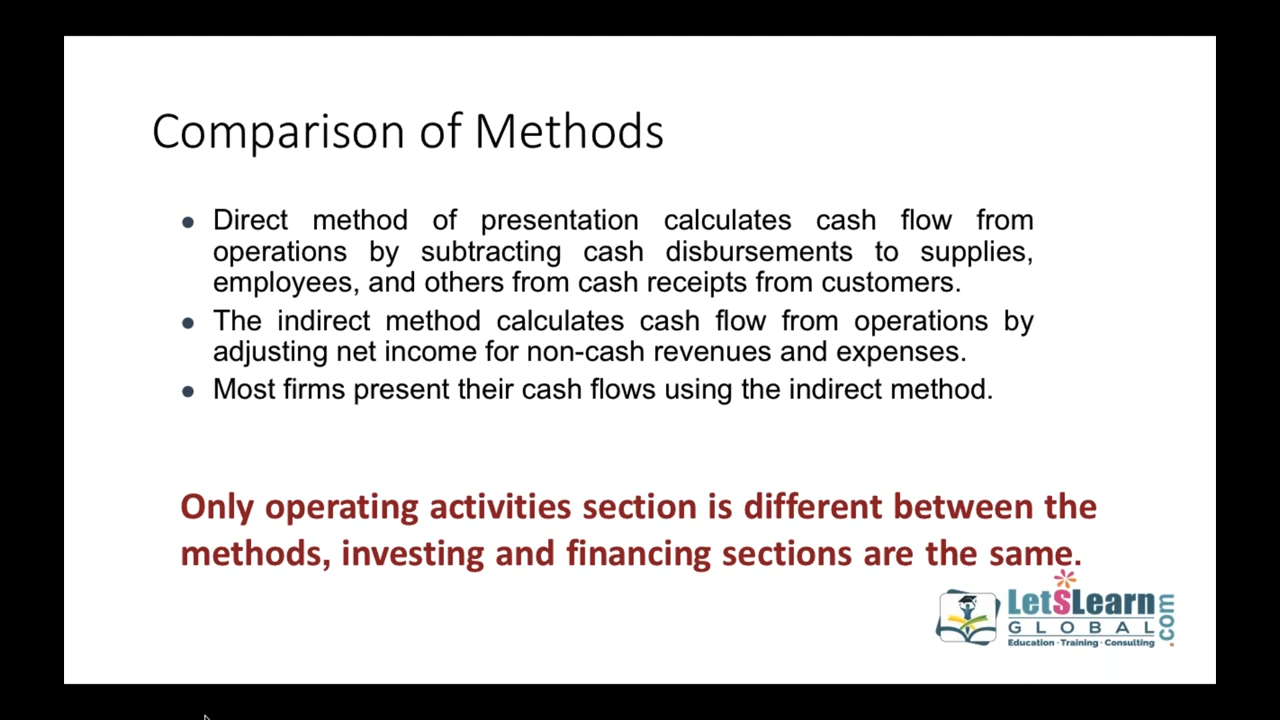 Comparison of Methods
● Direct method of presentation calculates cash flow from
operations by subtracting cash disbursements to supplies,
employees, and others from cash receipts from customers.
● The indirect method calculates cash flow from operations by
adjusting net income for non-cash revenues and expenses.
● Most firms present their cash flows using the indirect method.
Only operating activities section is different between the
methods, investing and financing sections are the same.
LetSLearn
GLOBAL
.com
Education · Training · Consulting